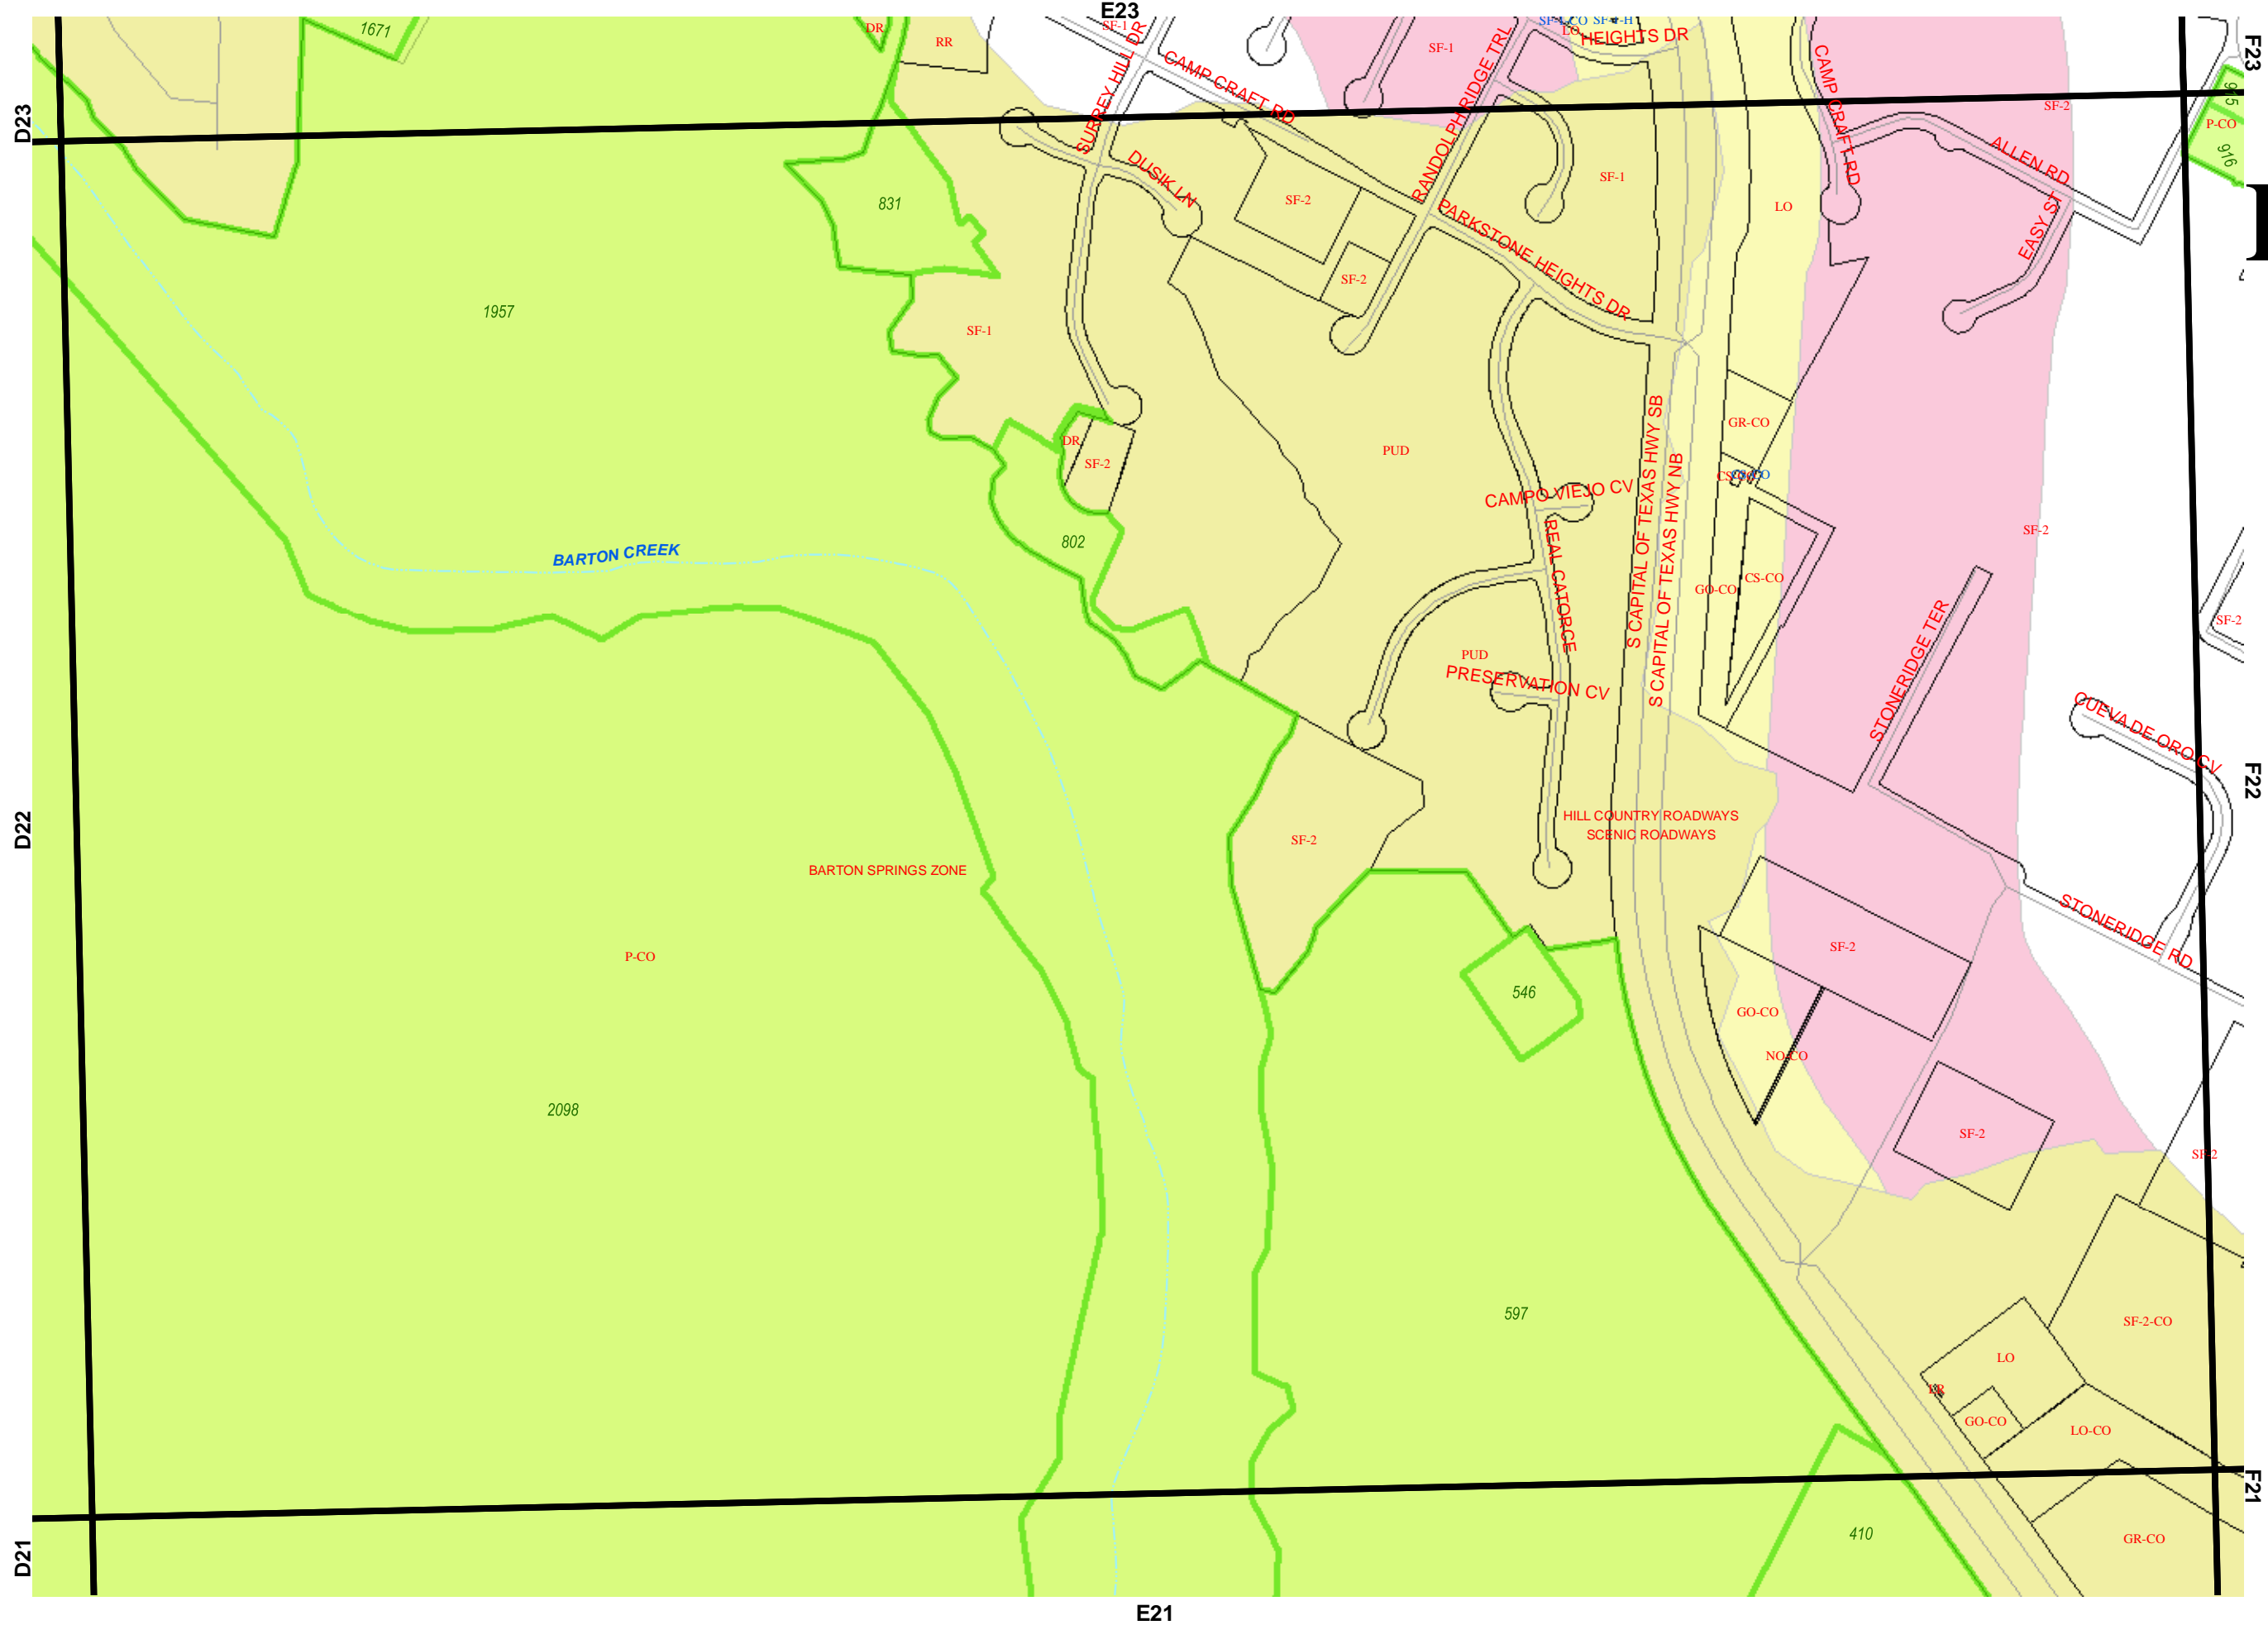 E23
1671
DR
RR
SF-1
SURREY HILL DR
CAMP CRAFT RD
SF-1
RANDOLPH RIDGE TRL
LO
HEIGHTS DR
CAMP CRAFT RD
SF-2
F23
915
P-CO
916
D23
DUSIK LN
831
SF-2
SF-1
LO
ALLEN RD
EASY ST
PARKSTONE HEIGHTS DR
SF-2
1957
SF-1
DR
SF-2
PUD
GR-CO
CAMPO VIEJO CV
S CAPITAL OF TEXAS HWY SB
S CAPITAL OF TEXAS HWY NB
SF-2
802
BARTON CREEK
REAL CATORCE
GO-CO
CS-CO
SF-2
STONERIDGE TER
PUD
PRESERVATION CV
CUEVA DE ORO CV
D22
F22
HILL COUNTRY ROADWAYS
SCENIC ROADWAYS
SF-2
BARTON SPRINGS ZONE
P-CO
STONERIDGE RD
SF-2
546
GO-CO
NO-CO
2098
SF-2
SF-2
597
SF-2-CO
LO
LR
GO-CO
LO-CO
F21
410
GR-CO
D21
E21